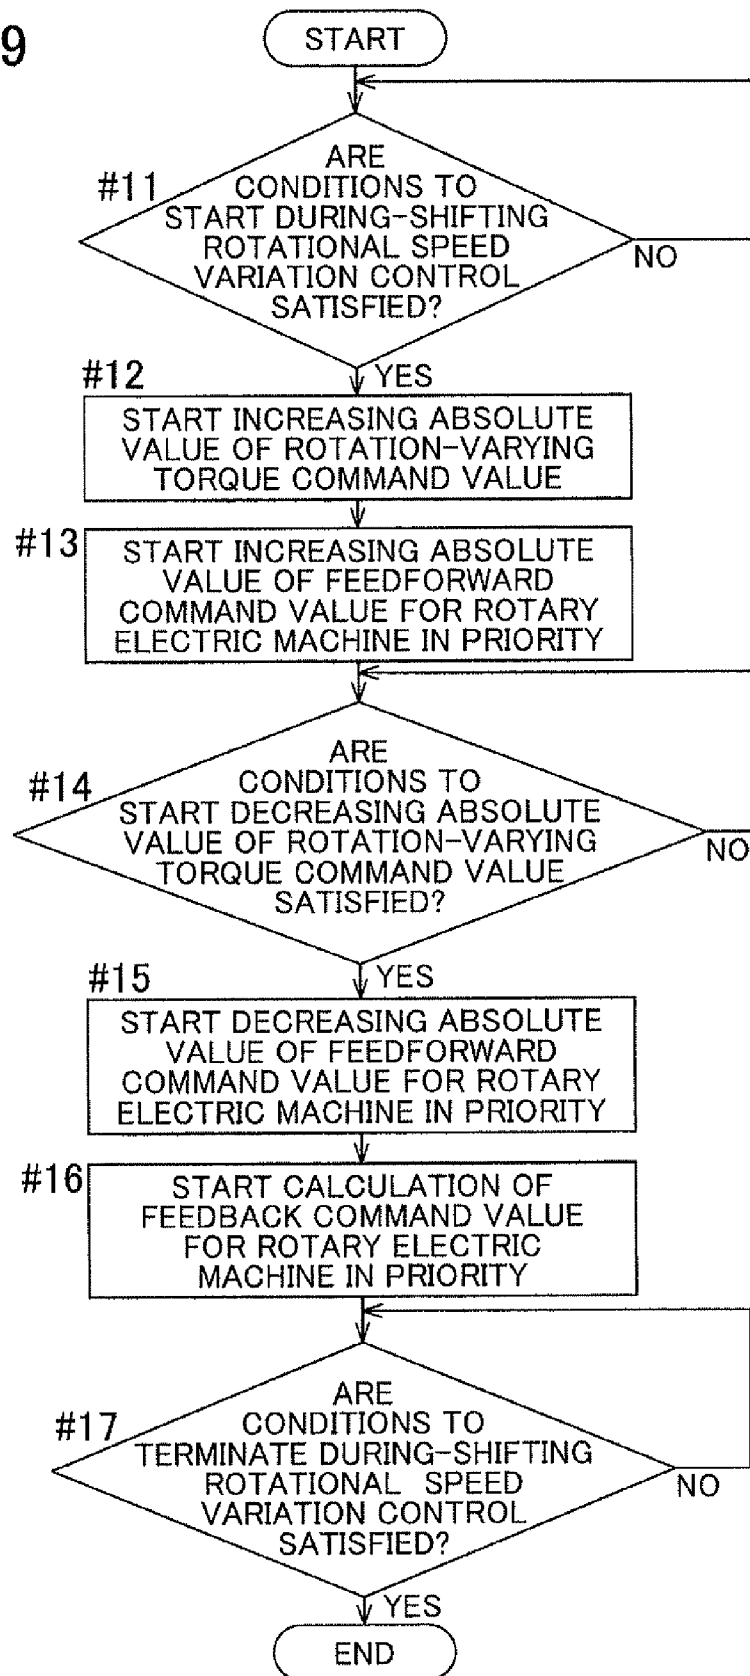 9
START
#11
ARE
CONDITIONS TO
START DURING-SHIFTING
ROTATIONAL SPEED
VARIATION CONTROL
SATISFIED?
NO
YES
#12
START INCREASING ABSOLUTE
VALUE OF ROTATION-VARYING
TORQUE COMMAND VALUE
#13
START INCREASING ABSOLUTE
VALUE OF FEEDFORWARD
COMMAND VALUE FOR ROTARY
ELECTRIC MACHINE IN PRIORITY
#14
ARE
CONDITIONS TO
START DECREASING ABSOLUTE
VALUE OF ROTATION-VARYING
TORQUE COMMAND VALUE
SATISFIED?
NO
YES
#15
START DECREASING ABSOLUTE
VALUE OF FEEDFORWARD
COMMAND VALUE FOR ROTARY
ELECTRIC MACHINE IN PRIORITY
#16
START CALCULATION OF
FEEDBACK COMMAND VALUE
FOR ROTARY ELECTRIC
MACHINE IN PRIORITY
#17
ARE
CONDITIONS TO
TERMINATE DURING-SHIFTING
ROTATIONAL SPEED
VARIATION CONTROL
SATISFIED?
NO
YES
END